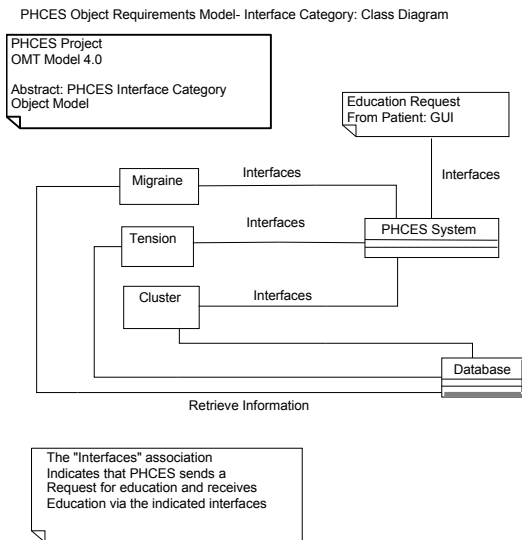 PHCES Object Requirements Model- Interface Category: Class Diagram
PHCES Project
OMT Model 4.0
Abstract: PHCES Interface Category
Object Model
Education Request
From Patient: GUI
Interfaces
Migraine
Interfaces
Interfaces
Tension
PHCES System
Cluster
Interfaces
Database
Retrieve Information
The "Interfaces" association
Indicates that PHCES sends a
Request for education and receives
Education via the indicated interfaces